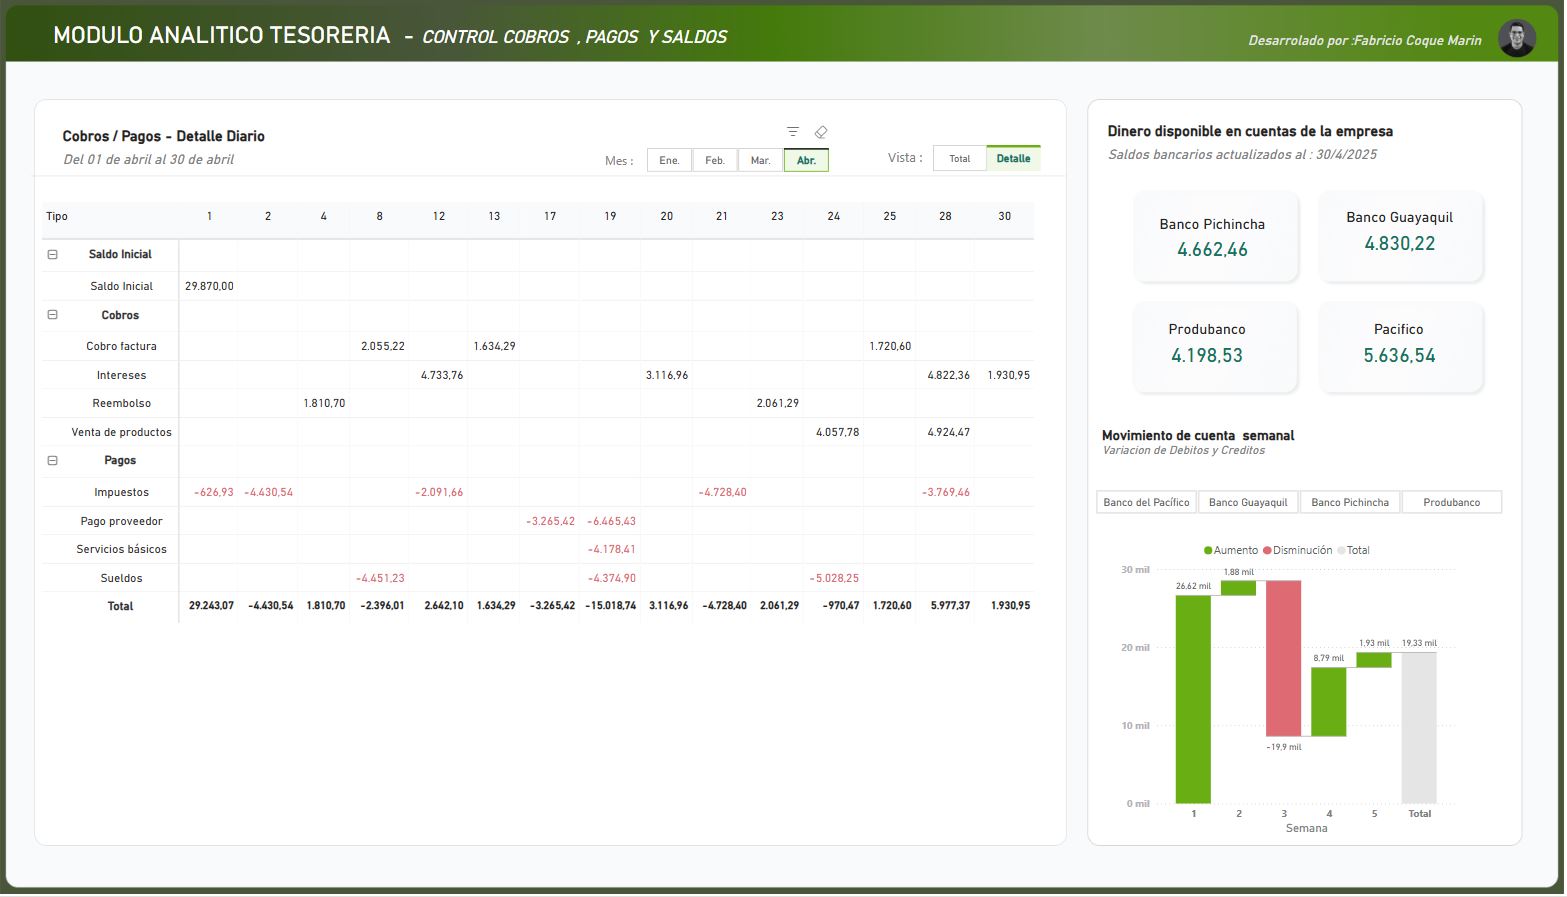 MODULO ANALITICO TESORERIA - CONTROL COBROS , PAGOS Y SALDOS
Desarrolado por :Fabricio Coque Marin
Cobros / Pagos - Detalle Diario
Del 01 de abril al 30 de abril
Mes : Ene. Feb. Mar. Abr.
Vista : Total Detalle
Tipo 1 2 4 8 12 13 17 19 20 21 23 24 25 28 30
Saldo Inicial
Saldo Inicial 29.870,00
Cobros
Cobro factura 2.055,22 1.634,29 1.720,60
Intereses 4.733,76 3.116,96 4.822,36 1.930,95
Reembolso 1.810,70 2.061,29
Venta de productos 4.057,78 4.924,47
Pagos
Impuestos -626,93 -4.430,54 -2.091,66 -4.728,40 -3.769,46
Pago proveedor -3.265,42 -6.465,43
Servicios básicos -4.178,41
Sueldos -4.451,23 -4.374,90 -5.028,25
Total 29.243,07 -4.430,54 1.810,70 -2.396,01 2.642,10 1.634,29 -3.265,42 -15.018,74 3.116,96 -4.728,40 2.061,29 -970,47 1.720,60 5.977,37 1.930,95
Dinero disponible en cuentas de la empresa
Saldos bancarios actualizados al : 30/4/2025
Banco Pichincha
4.662,46
Banco Guayaquil
4.830,22
Produbanco
4.198,53
Pacifico
5.636,54
Movimiento de cuenta semanal
Variacion de Debitos y Creditos
Banco del Pacífico Banco Guayaquil Banco Pichincha Produbanco
Aumento Disminución Total
30 mil
20 mil
10 mil
0 mil
26,62 mil
1,88 mil
-19,9 mil
8,79 mil
1,93 mil
19,33 mil
1 2 3 4 5 Total
Semana